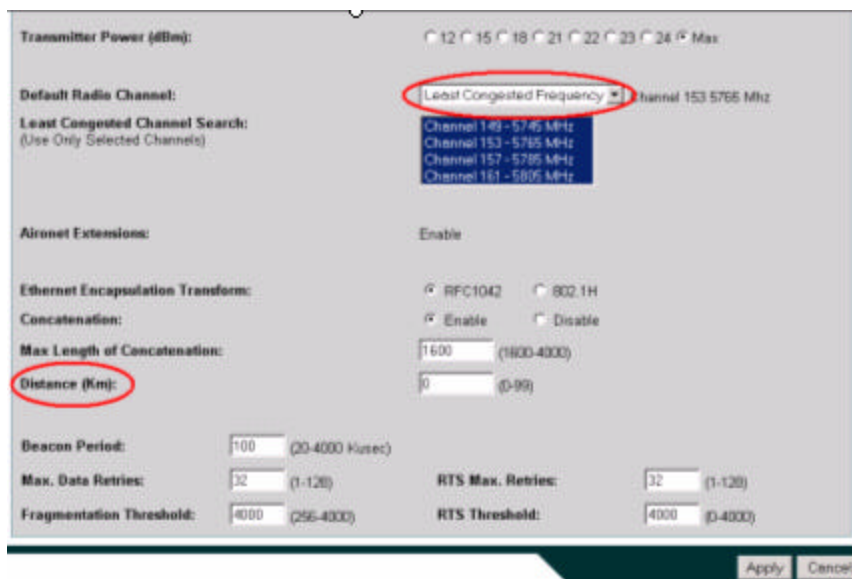 Transmitter Power (dBm): 12 15 18 21 22 23 24 Max
Default Radio Channel: Least Congested Frequency Channel 153 5765 Mhz
Least Congested Channel Search:
(Use Only Selected Channels)
Channel 149 - 5745 MHz
Channel 153 - 5765 MHz
Channel 157 - 5785 MHz
Channel 161 - 5805 MHz
Aironet Extensions: Enable
Ethernet Encapsulation Transform: RFC1042 802.1H
Concatenation: Enable Disable
Max Length of Concatenation: 1600 (1600-4000)
Distance (Km): 0 (0-99)
Beacon Period: 100 (20-4000 Kusec)
Max. Data Retries: 32 (1-128) RTS Max. Retries: 32 (1-128)
Fragmentation Threshold: 4000 (256-4000) RTS Threshold: 4000 (0-4000)
Apply Cancel